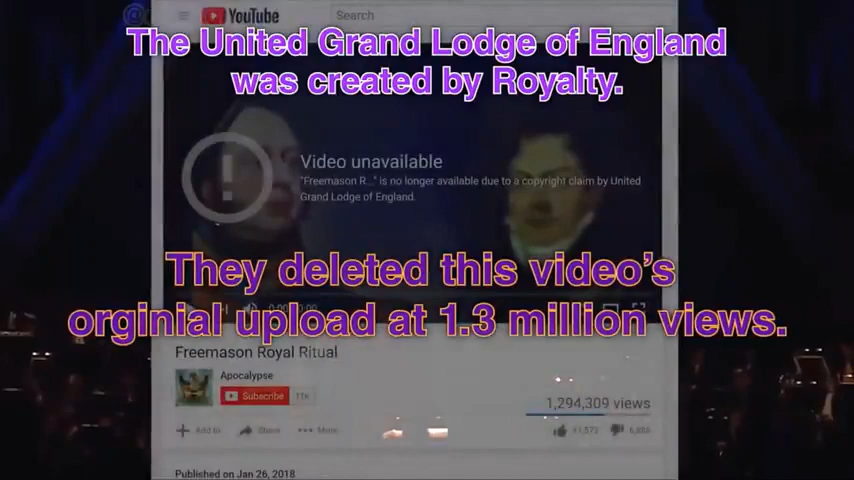 YouTube
Search
The United Grand Lodge of England
was created by Royalty.
Video unavailable
"Freemason R..." is no longer available due to a copyright claim by United
Grand Lodge of England.
They deleted this video's
orginial upload at 1.3 million views.
Freemason Royal Ritual
Apocalypse
Subscribe 11K
1,294,309 views
Add to Share More
Published on Jan 26, 2018